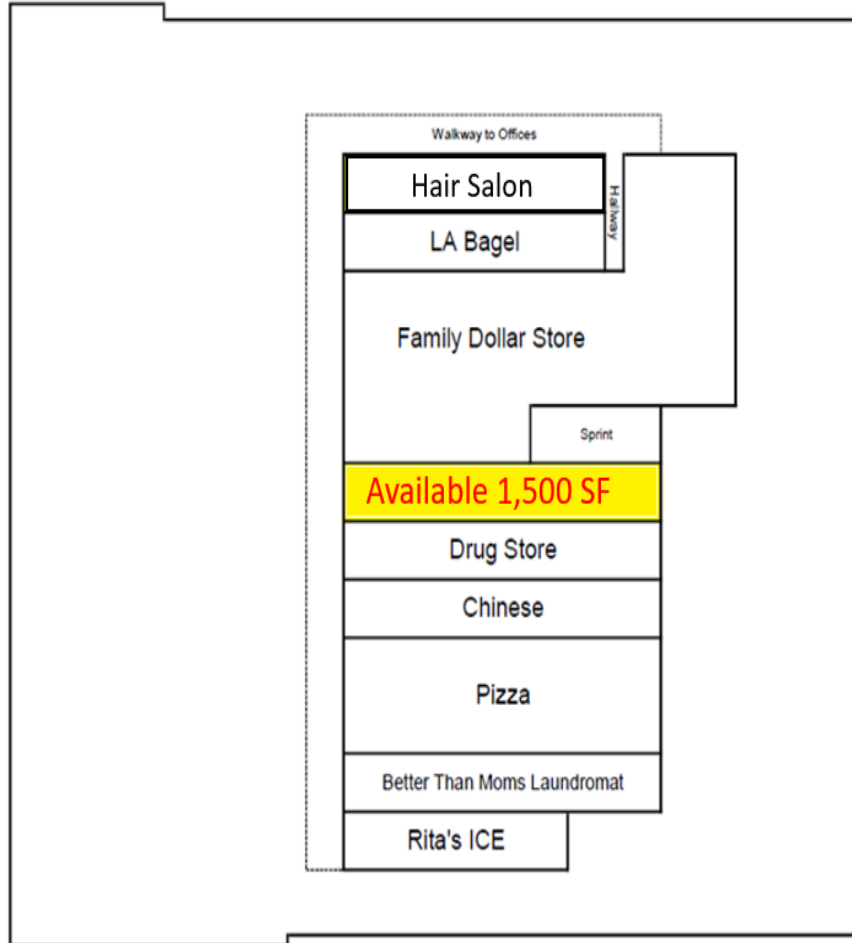 Walkway to Offices
Hair Salon
Hallway
LA Bagel
Family Dollar Store
Sprint
Available 1,500 SF
Drug Store
Chinese
Pizza
Better Than Moms Laundromat
Rita's ICE